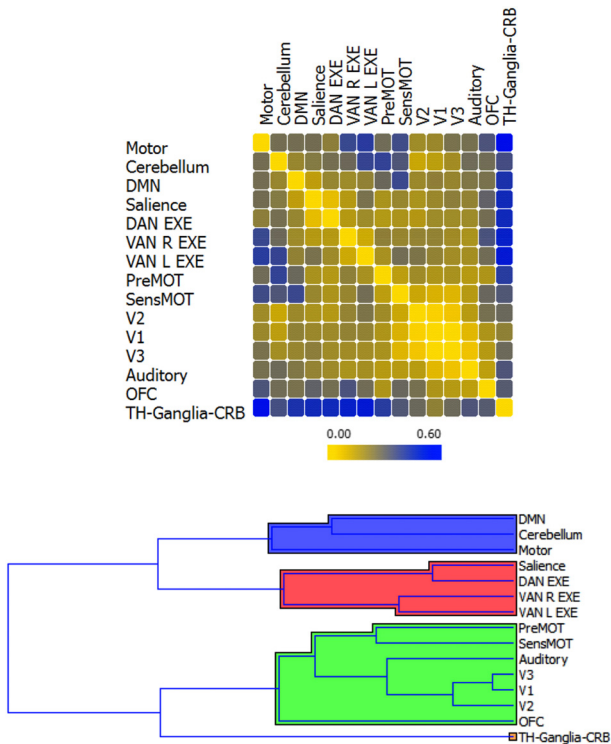 Motor
Cerebellum
DMN
Salience
DAN EXE
VAN R EXE
VAN L EXE
PreMOT
SensMOT
V2
V1
V3
Auditory
OFC
TH-Ganglia-CRB
Motor
Cerebellum
DMN
Salience
DAN EXE
VAN R EXE
VAN L EXE
PreMOT
SensMOT
V2
V1
V3
Auditory
OFC
TH-Ganglia-CRB
0.00 0.60
DMN
Cerebellum
Motor
Salience
DAN EXE
VAN R EXE
VAN L EXE
PreMOT
SensMOT
Auditory
V3
V1
V2
OFC
TH-Ganglia-CRB